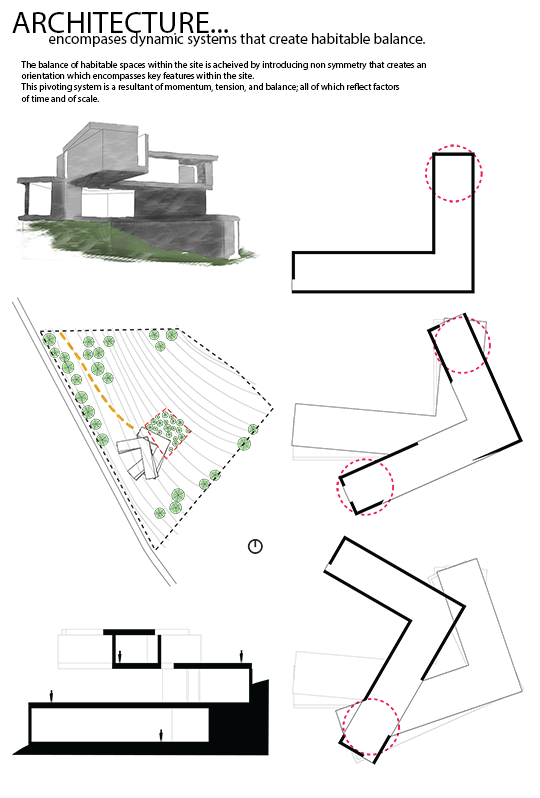 ARCHITECTURE...
encompases dynamic systems that create habitable balance.
The balance of habitable spaces within the site is acheived by introducing non symmetry that creates an
orientation which encompasses key features within the site.
This pivoting system is a resultant of momentum, tension, and balance; all of which reflect factors
of time and of scale.